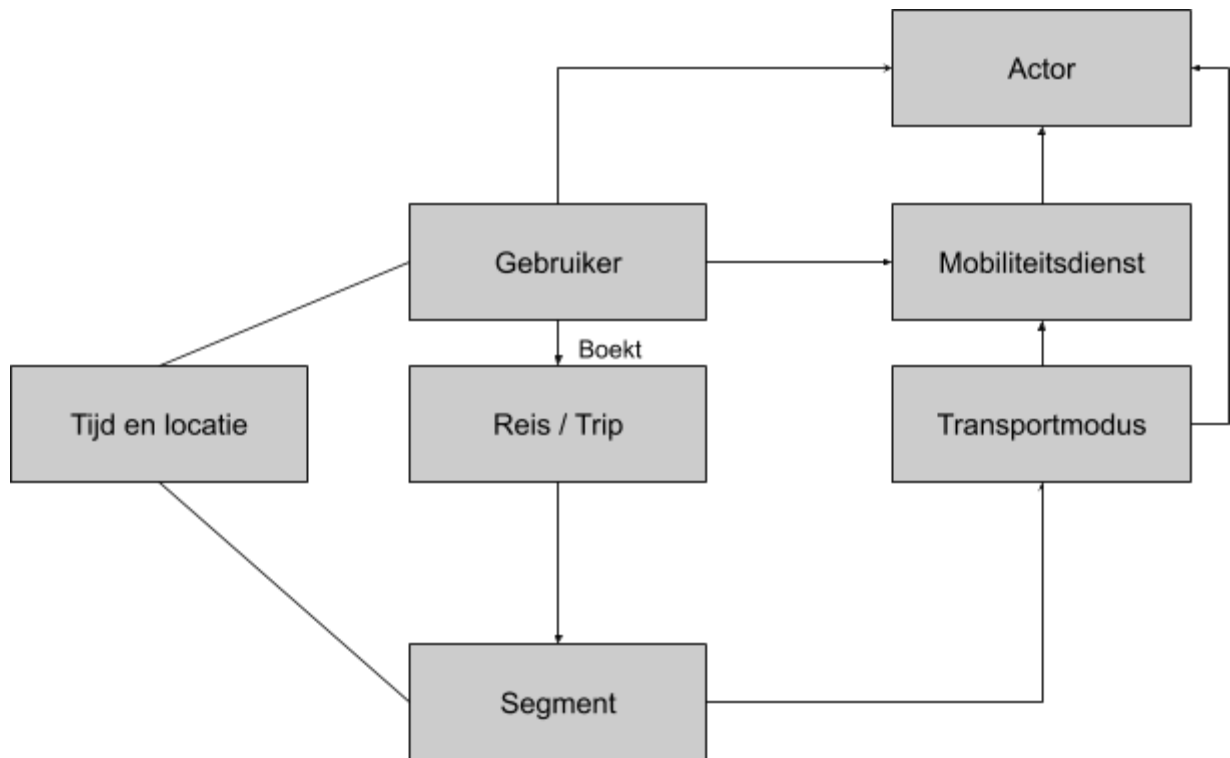 Actor
Gebruiker
Mobiliteitsdienst
Boekt
Tijd en locatie
Reis / Trip
Transportmodus
Segment